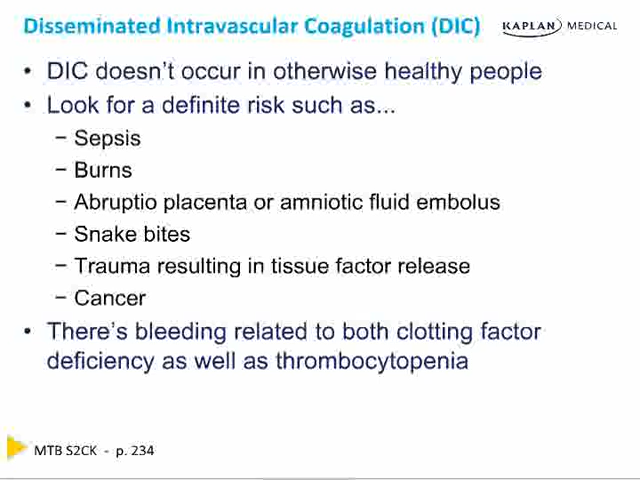 Disseminated Intravascular Coagulation (DIC)
KAPLAN MEDICAL
• DIC doesn't occur in otherwise healthy people
• Look for a definite risk such as...
– Sepsis
– Burns
– Abruptio placenta or amniotic fluid embolus
– Snake bites
– Trauma resulting in tissue factor release
– Cancer
• There's bleeding related to both clotting factor
deficiency as well as thrombocytopenia
MTB S2CK - p. 234